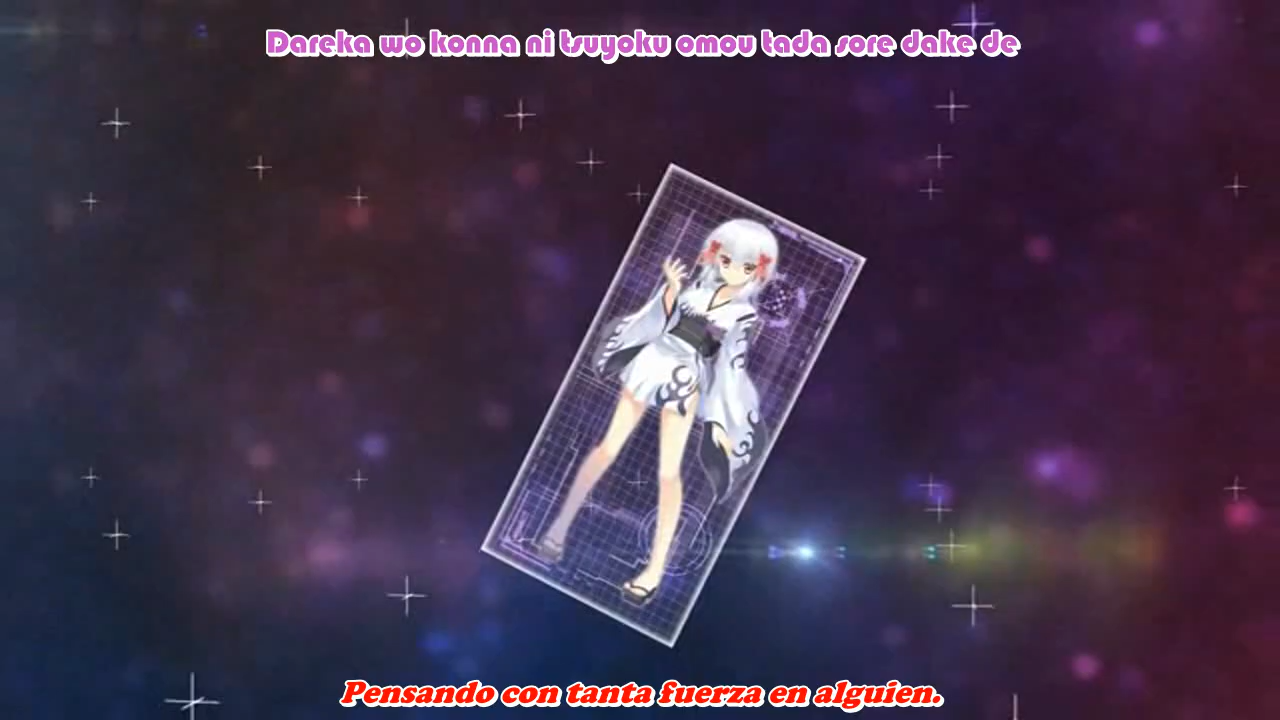 Dareka wo konna ni tsuyoku omou tada sore dake de
Pensando con tanta fuerza en alguien.